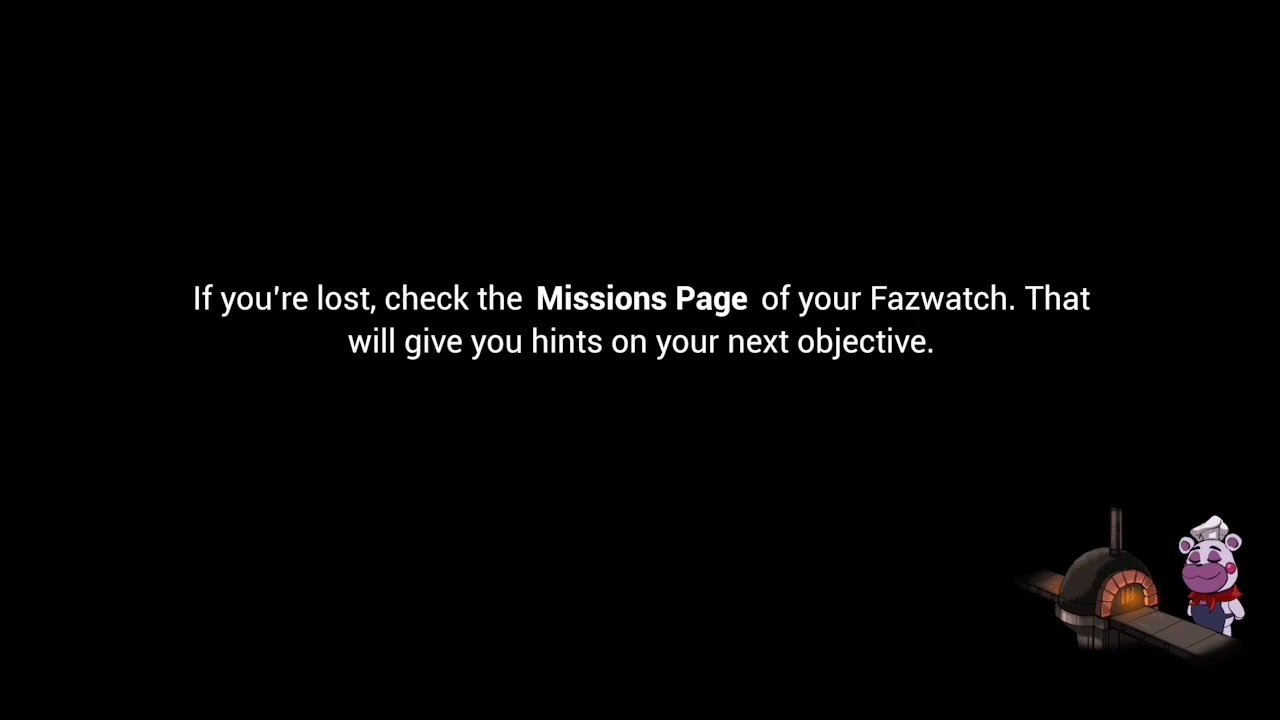 If you're lost, check the Missions Page of your Fazwatch. That
will give you hints on your next objective.